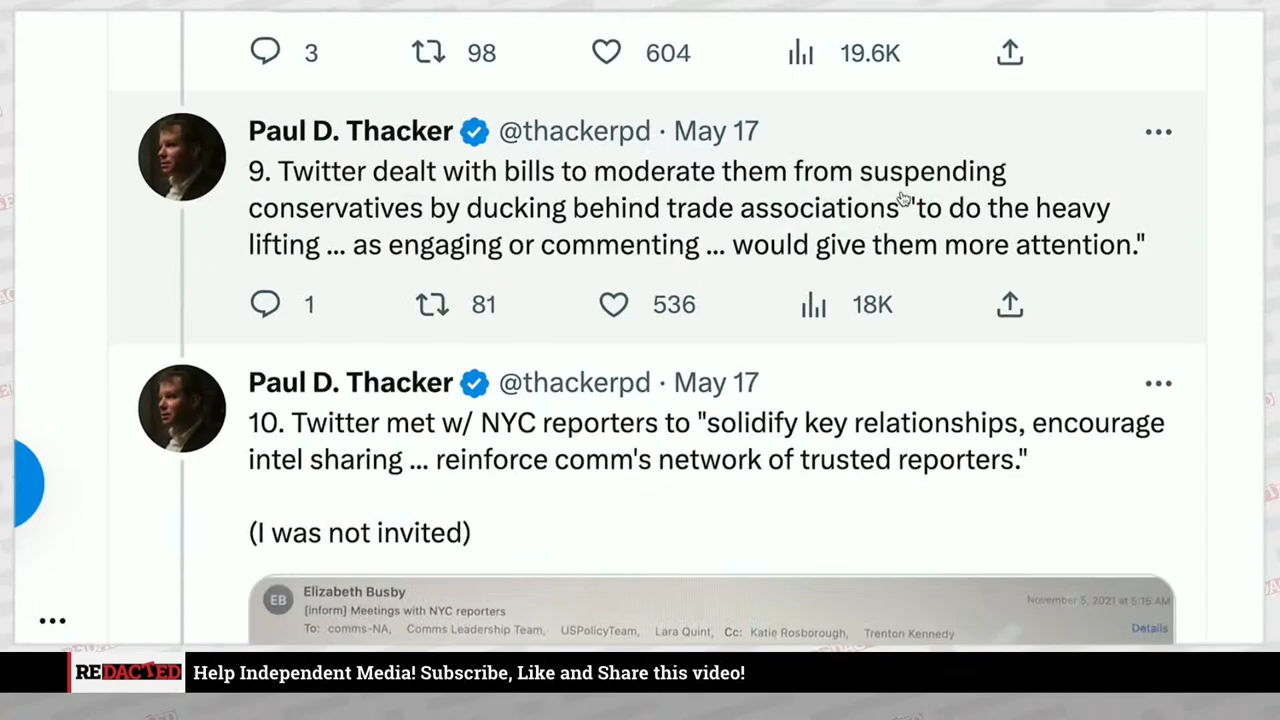 3 98 604 19.6K
Paul D. Thacker @thackerpd · May 17
9. Twitter dealt with bills to moderate them from suspending
conservatives by ducking behind trade associations "to do the heavy
lifting ... as engaging or commenting ... would give them more attention."
1 81 536 18K
Paul D. Thacker @thackerpd · May 17
10. Twitter met w/ NYC reporters to "solidify key relationships, encourage
intel sharing ... reinforce comm's network of trusted reporters."
(I was not invited)
EB Elizabeth Busby
[inform] Meetings with NYC reporters November 5, 2021 at 5:15 AM
To: comms-NA, Comms Leadership Team, USPolicyTeam, Lara Quint, Cc: Katie Rosborough, Trenton Kennedy Details
REDACTED Help Independent Media! Subscribe, Like and Share this video!